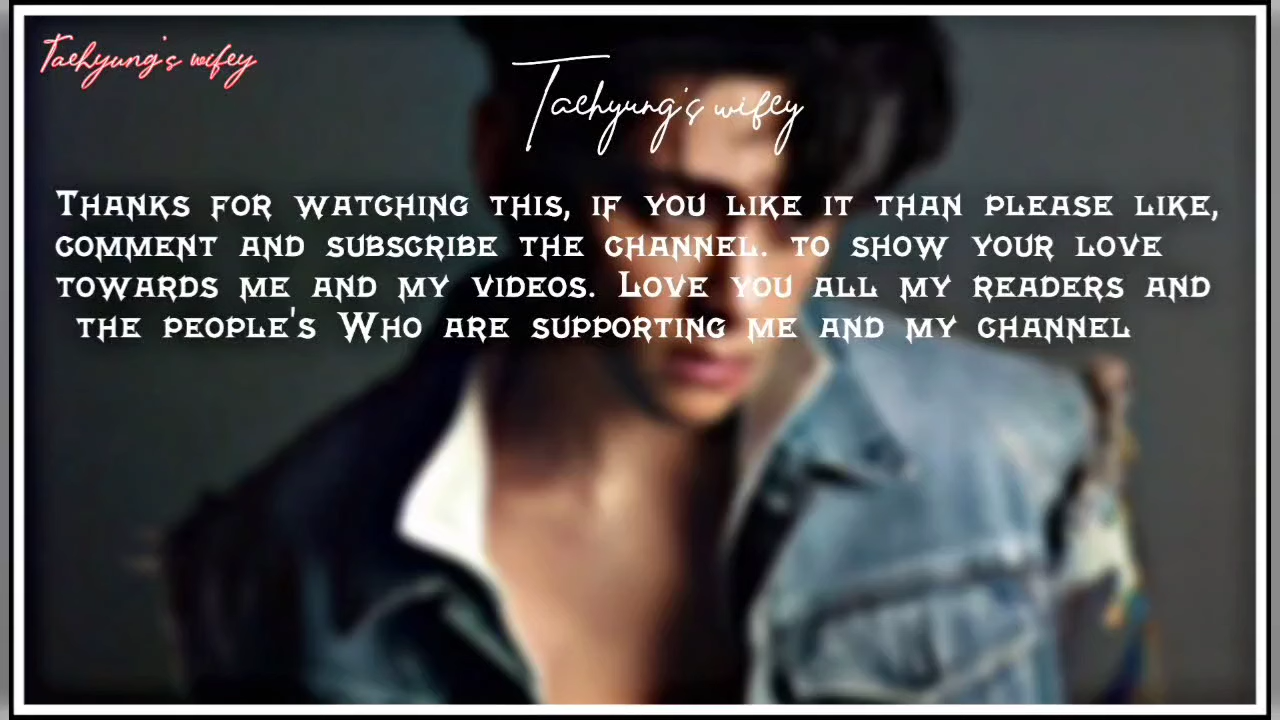 Taehyung's wifey
Taehyung's wifey
Thanks for watching this, if you like it than please like,
comment and subscribe the channel. to show your love
towards me and my videos. Love you all my readers and
the people's Who are supporting me and my channel